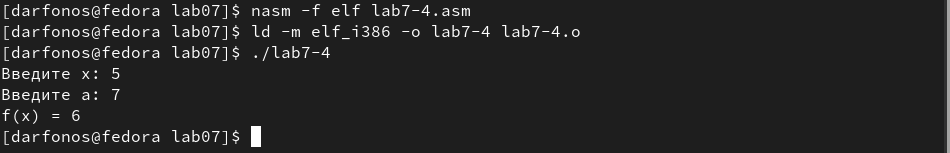 [darfonos@fedora lab07]$ nasm -f elf lab7-4.asm
[darfonos@fedora lab07]$ ld -m elf_i386 -o lab7-4 lab7-4.o
[darfonos@fedora lab07]$ ./lab7-4
Введите x: 5
Введите a: 7
f(x) = 6
[darfonos@fedora lab07]$